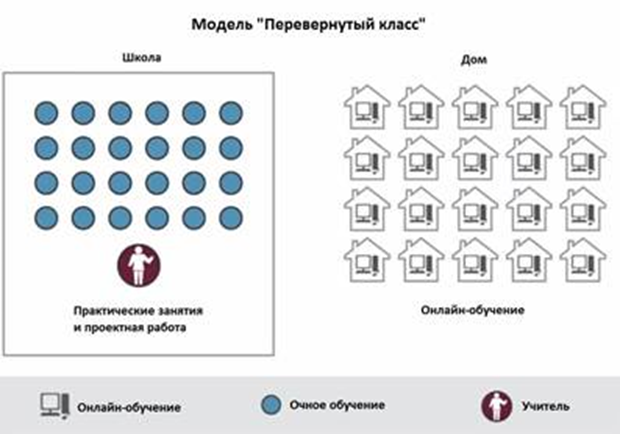 Модель "Перевернутый класс"
Школа
Дом
Практические занятия
и проектная работа
Онлайн-обучение
Онлайн-обучение
Очное обучение
Учитель